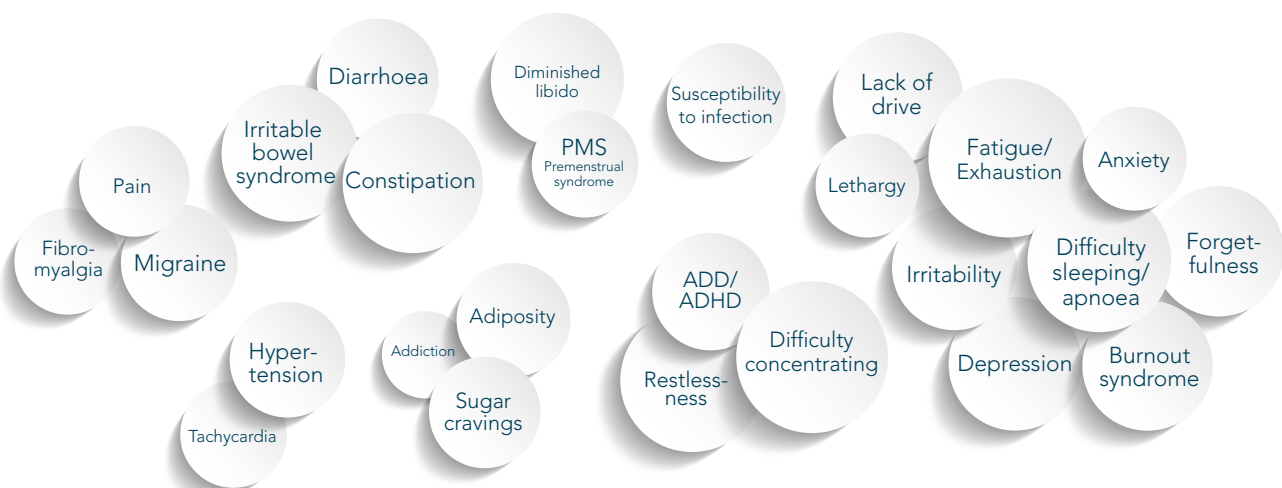 Diarrhoea
Irritable
bowel
syndrome
Constipation
Diminished
libido
PMS
Premenstrual
syndrome
Susceptibility
to infection
Lack of
drive
Lethargy
Fatigue/
Exhaustion
Anxiety
Pain
Fibro-
myalgia
Migraine
Irritability
Difficulty
sleeping/
apnoea
Forget-
fulness
Depression
Burnout
syndrome
Hyper-
tension
Tachycardia
Addiction
Adiposity
Sugar
cravings
ADD/
ADHD
Restless-
ness
Difficulty
concentrating